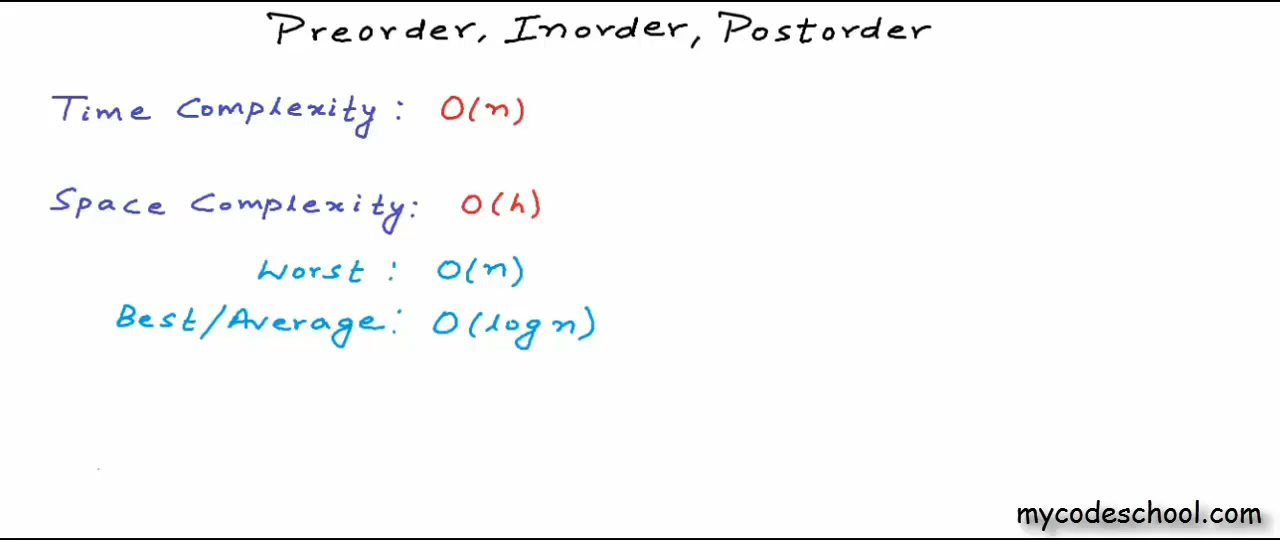 Preorder, Inorder, Postorder
Time Complexity: O(n)
Space Complexity: O(h)
Worst: O(n)
Best/Average: O(log n)
mycodeschool.com